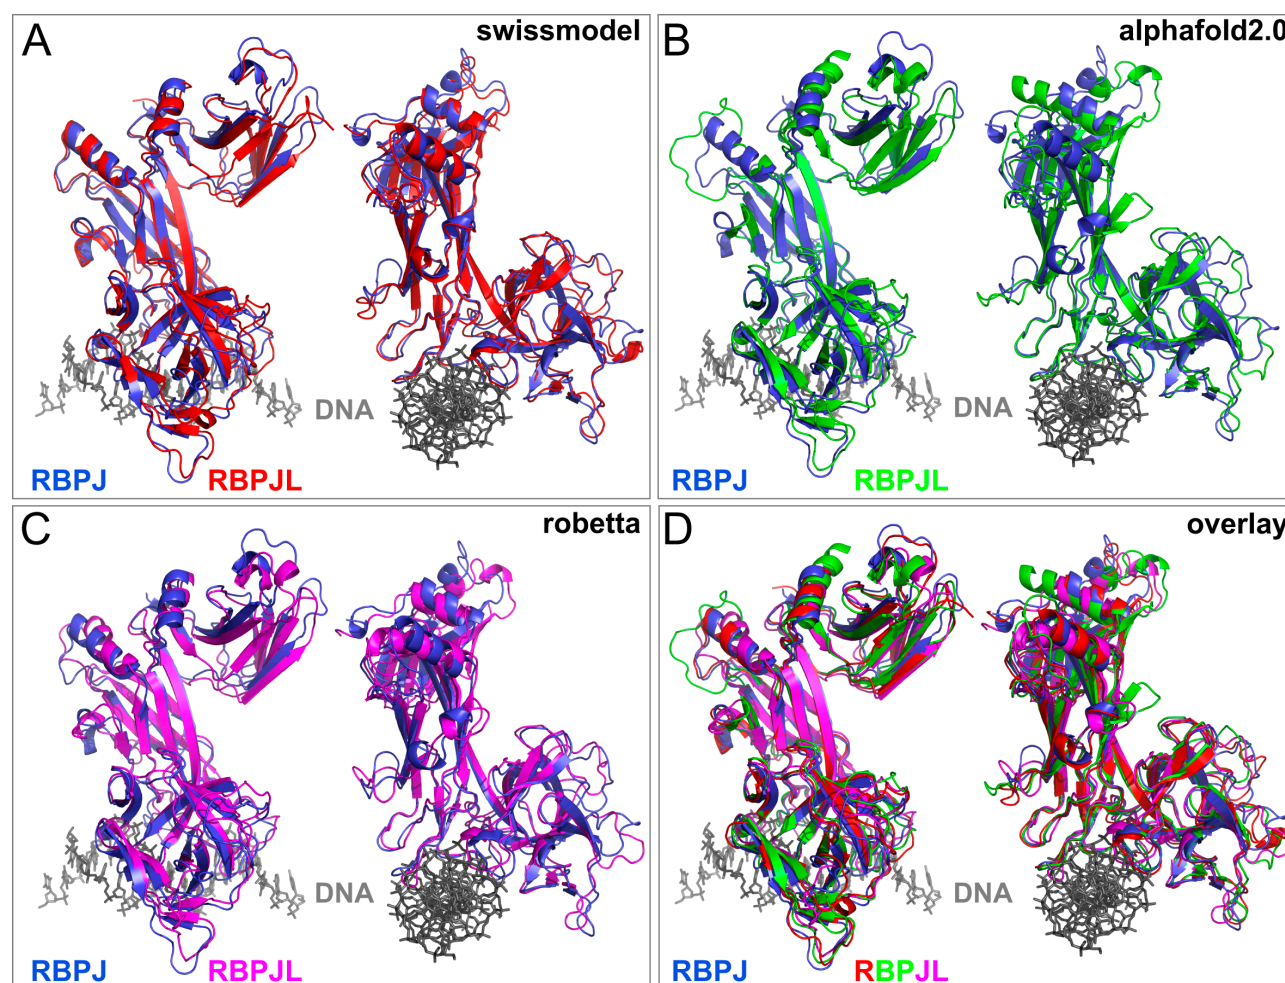 A swissmodel
DNA
RBPJ RBPJL
B alphafold2.0
DNA
RBPJ RBPJL
C robetta
DNA
RBPJ RBPJL
D overlay
DNA
RBPJ RBPJL